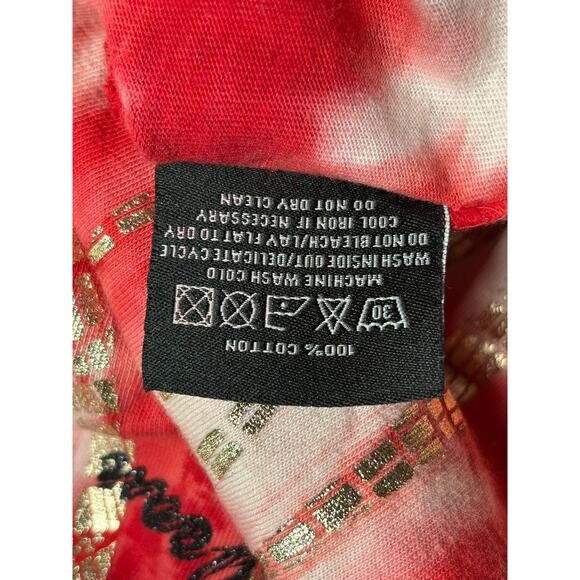 100% COTTON
30
MACHINE WASH COLD
WASH INSIDE OUT/DELICATE CYCLE
DO NOT BLEACH/LAY FLAT TO DRY
COOL IRON IF NECESSARY
DO NOT DRY CLEAN